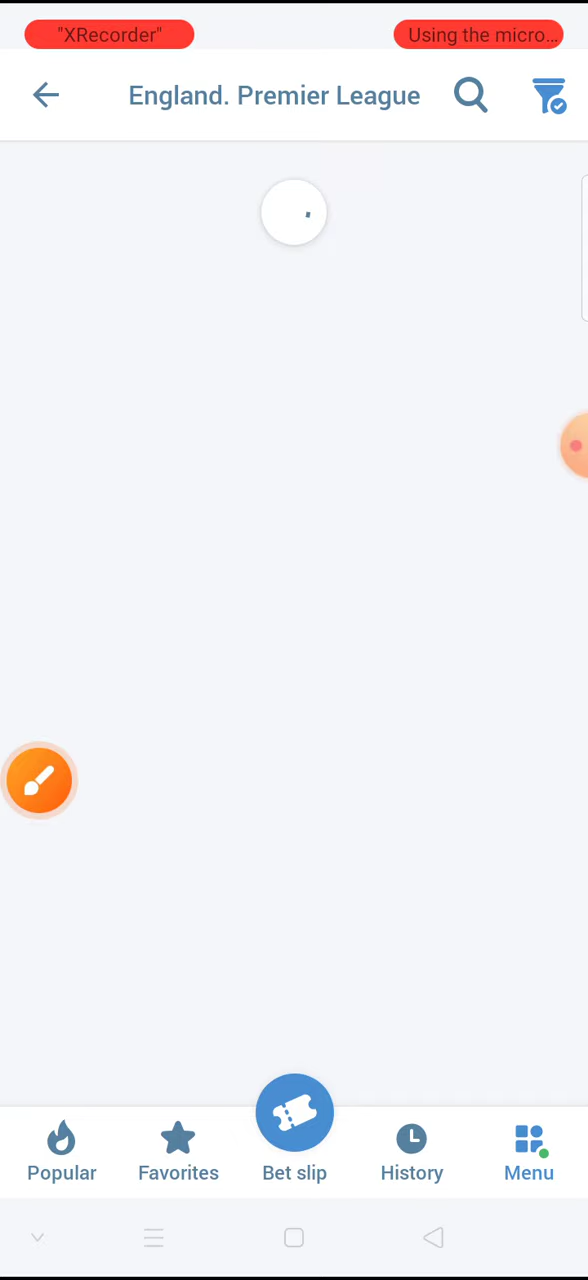 "XRecorder"
Using the micro...
England. Premier League
Popular
Favorites
Bet slip
History
Menu